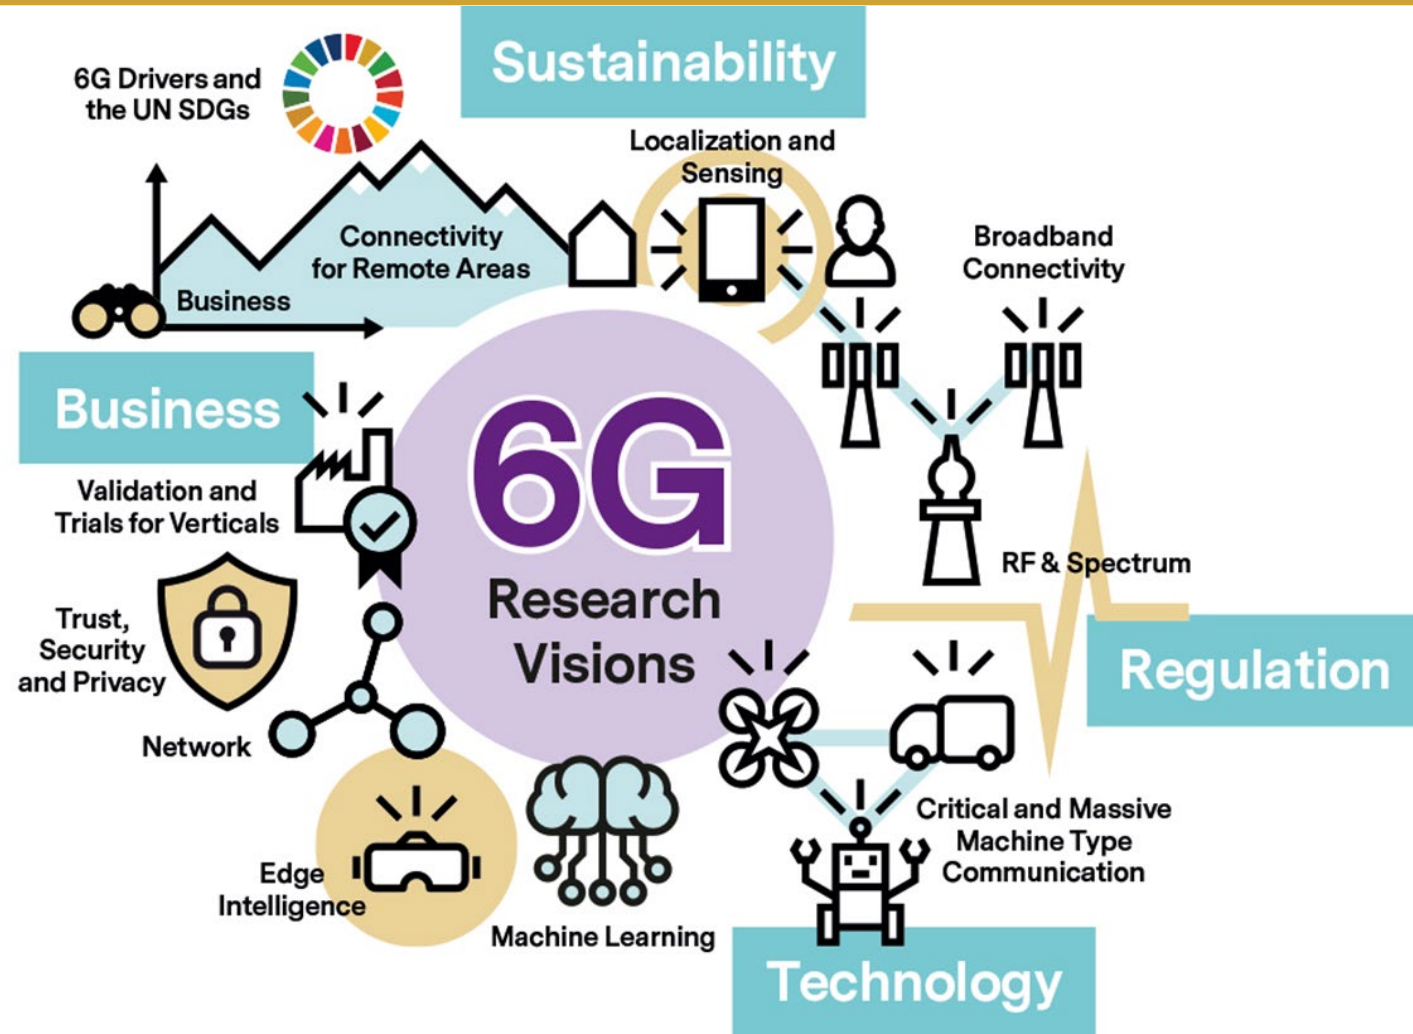 Sustainability
6G Drivers and
the UN SDGs
Localization and
Sensing
Connectivity
for Remote Areas
Business
Broadband
Connectivity
Business
Validation and
Trials for Verticals
6G
Research
Visions
RF & Spectrum
Trust,
Security
and Privacy
Regulation
Network
Critical and Massive
Machine Type
Communication
Edge
Intelligence
Machine Learning
Technology